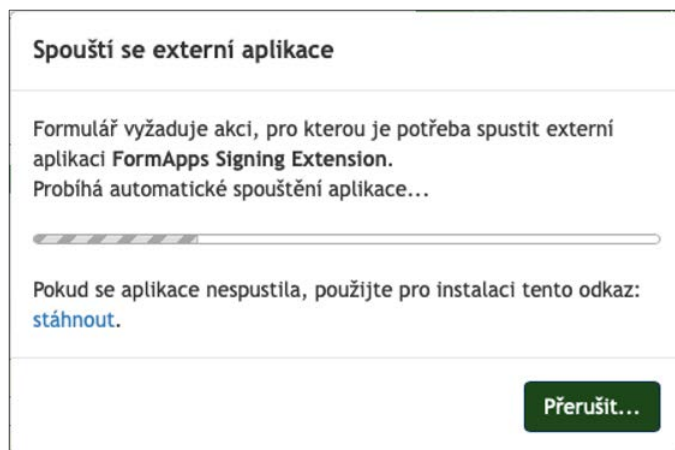 Spouští se externí aplikace
Formulář vyžaduje akci, pro kterou je potřeba spustit externí
aplikaci FormApps Signing Extension.
Probíhá automatické spouštění aplikace...
Pokud se aplikace nespustila, použijte pro instalaci tento odkaz:
stáhnout.
Přerušit...